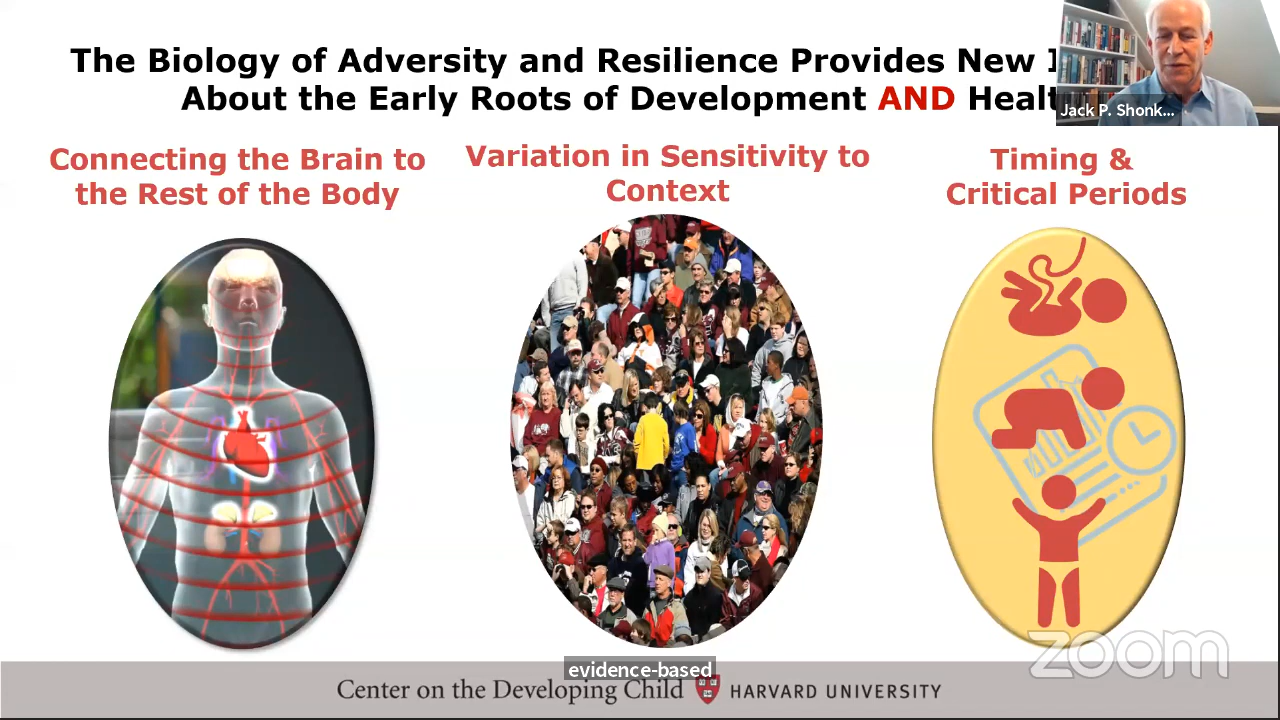 The Biology of Adversity and Resilience Provides New
About the Early Roots of Development AND Healt
Jack P. Shonk...
Connecting the Brain to
the Rest of the Body
Variation in Sensitivity to
Context
Timing &
Critical Periods
zoom
evidence-based
Center on the Developing Child HARVARD UNIVERSITY